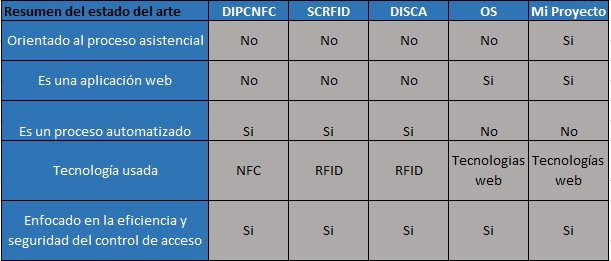 Resumen del estado del arte DIPCNFC SCRFID DISCA OS Mi Proyecto
Orientado al proceso asistencial No No No No Si
Es una aplicación web No No No Si Si
Es un proceso automatizado Si Si Si No No
Tecnología usada NFC RFID RFID Tecnologias web Tecnologías web
Enfocado en la eficiencia y
seguridad del control de acceso Si Si Si Si Si